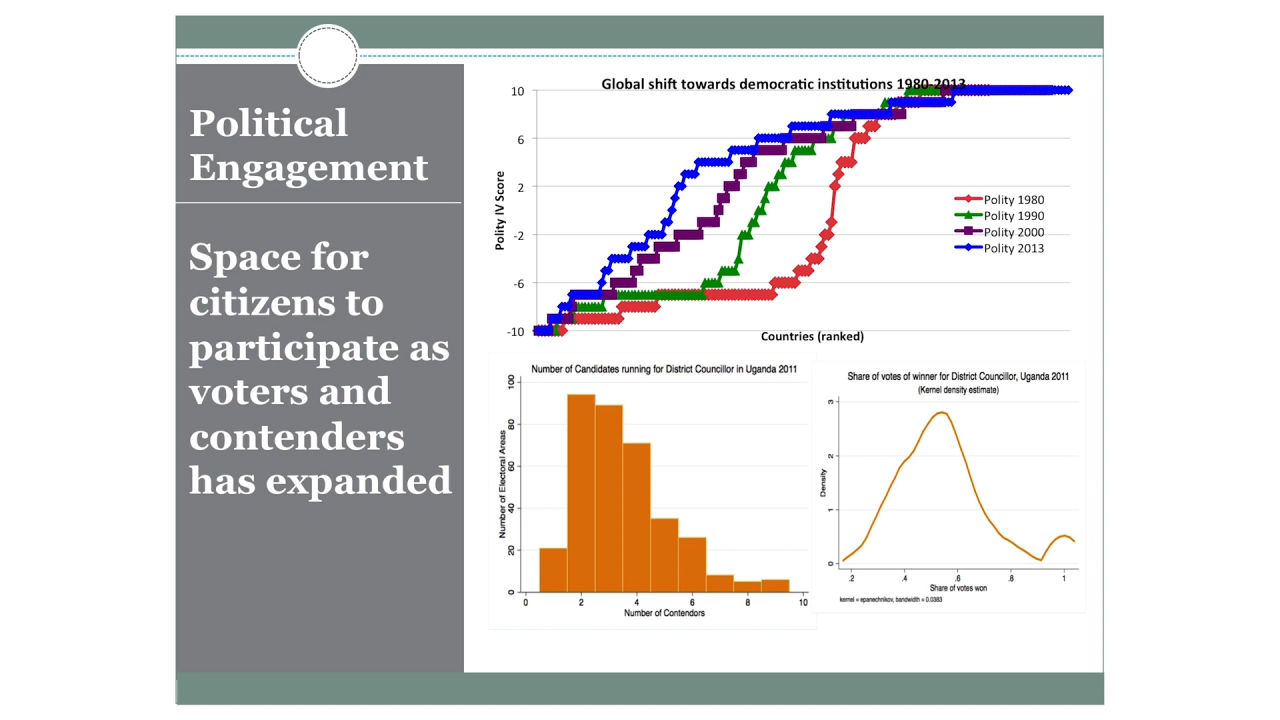 Political
Engagement
Space for
citizens to
participate as
voters and
contenders
has expanded
Global shift towards democratic institutions 1980-2013
Polity IV Score
10
6
2
-2
-6
-10
Polity 1980
Polity 1990
Polity 2000
Polity 2013
Countries (ranked)
Number of Candidates running for District Councillor in Uganda 2011
Number of Electoral Areas
100
80
60
40
20
0
0 2 4 6 8 10
Number of Contendors
Share of votes of winner for District Councillor, Uganda 2011
(Kernel density estimate)
Density
3
2
1
0
.2 .4 .6 .8 1
Share of votes won
kernel = epanechnikov, bandwidth = 0.0383